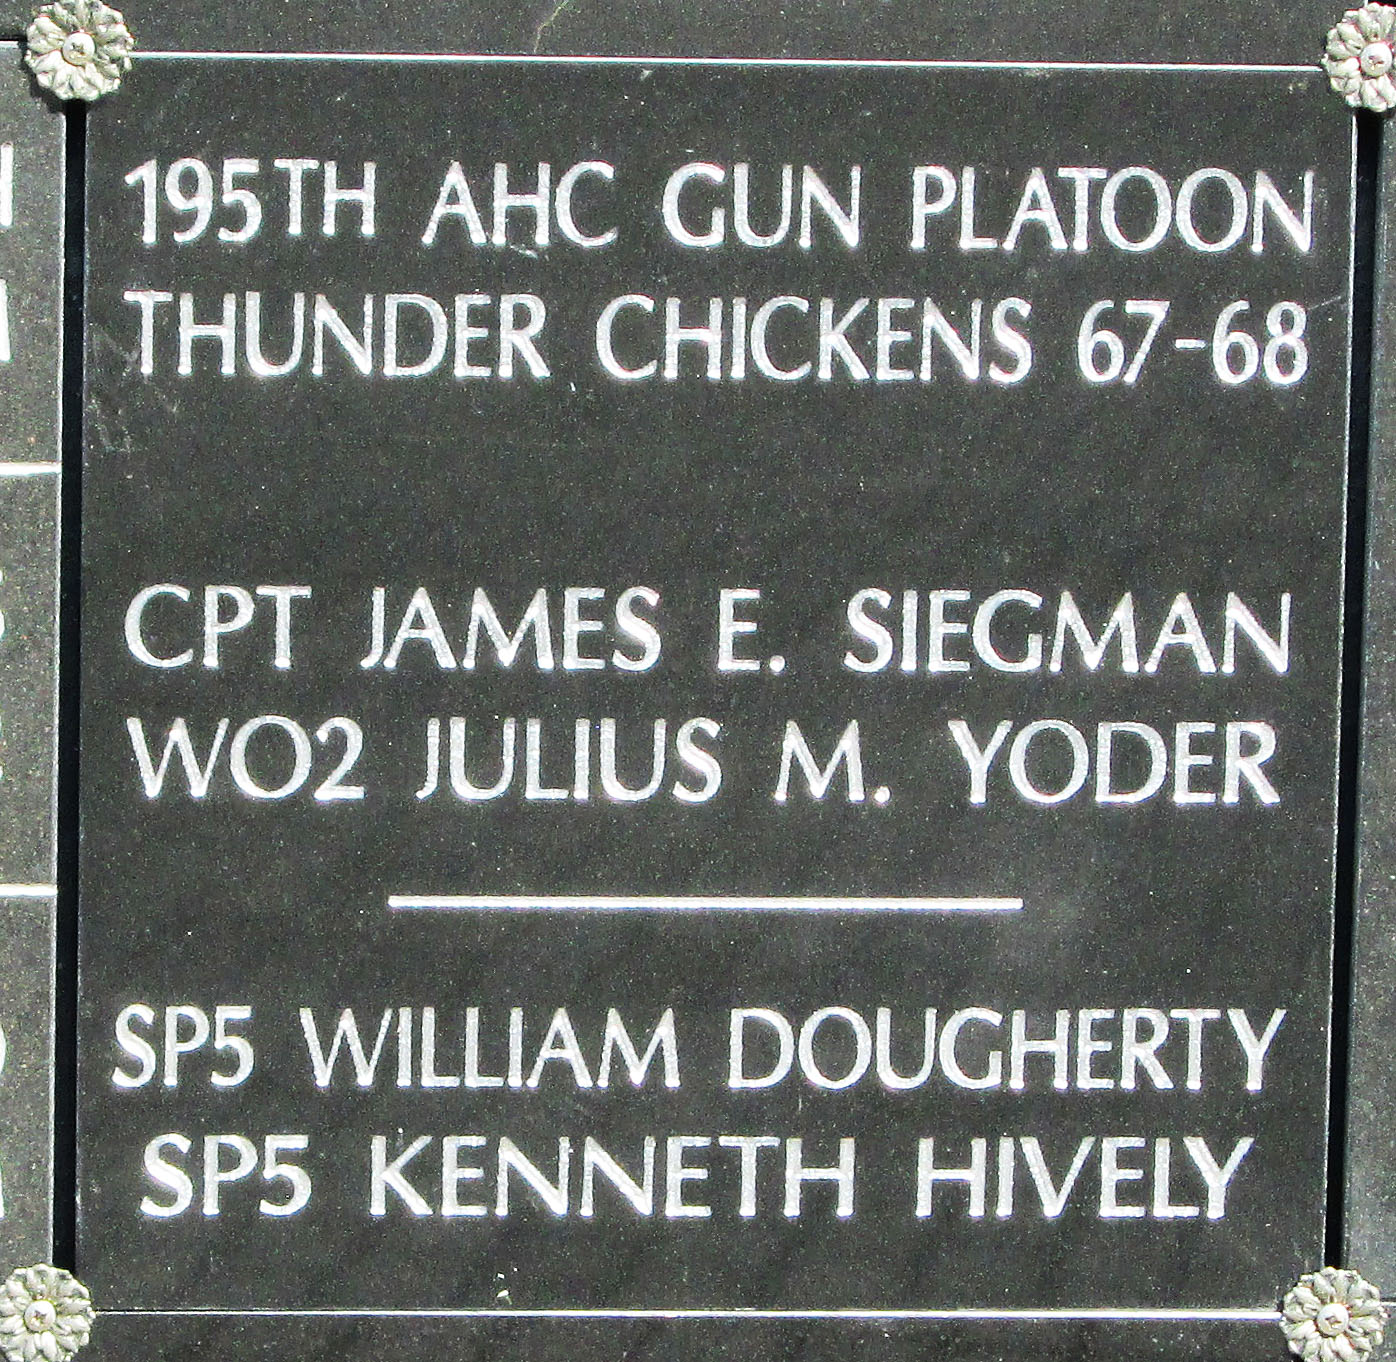 195TH AHC GUN PLATOON
THUNDER CHICKENS 67-68
CPT JAMES E. SIEGMAN
WO2 JULIUS M. YODER
SP5 WILLIAM DOUGHERTY
SP5 KENNETH HIVELY